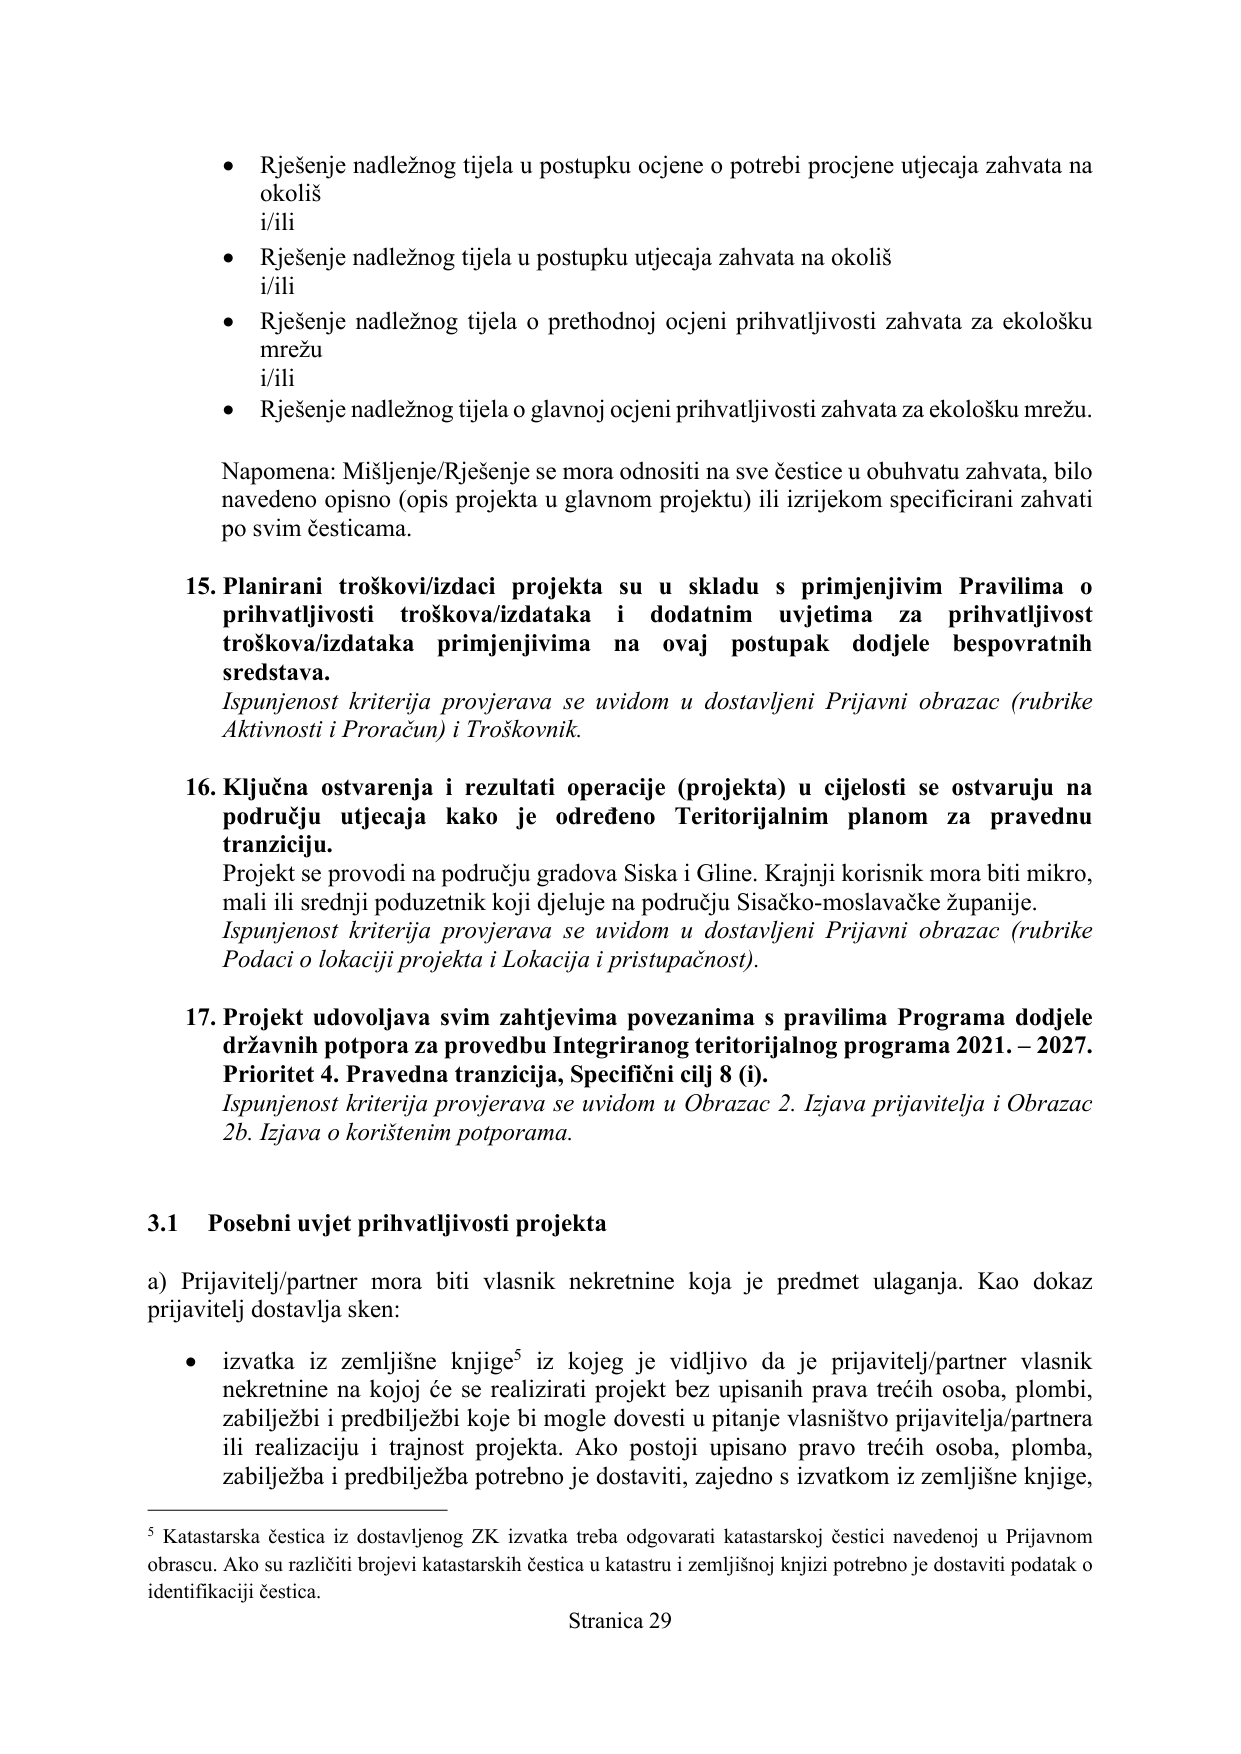 • Rješenje nadležnog tijela u postupku ocjene o potrebi procjene utjecaja zahvata na
okoliš
i/ili
• Rješenje nadležnog tijela u postupku utjecaja zahvata na okoliš
i/ili
• Rješenje nadležnog tijela o prethodnoj ocjeni prihvatljivosti zahvata za ekološku
mrežu
i/ili
• Rješenje nadležnog tijela o glavnoj ocjeni prihvatljivosti zahvata za ekološku mrežu.
Napomena: Mišljenje/Rješenje se mora odnositi na sve čestice u obuhvatu zahvata, bilo
navedeno opisno (opis projekta u glavnom projektu) ili izrijekom specificirani zahvati
po svim česticama.
15. Planirani troškovi/izdaci projekta su u skladu s primjenjivim Pravilima o
prihvatljivosti troškova/izdataka i dodatnim uvjetima za prihvatljivost
troškova/izdataka primjenjivima na ovaj postupak dodjele bespovratnih
sredstava.
Ispunjenost kriterija provjerava se uvidom u dostavljeni Prijavni obrazac (rubrike
Aktivnosti i Proračun) i Troškovnik.
16. Ključna ostvarenja i rezultati operacije (projekta) u cijelosti se ostvaruju na
području utjecaja kako je određeno Teritorijalnim planom za pravednu
tranziciju.
Projekt se provodi na području gradova Siska i Gline. Krajnji korisnik mora biti mikro,
mali ili srednji poduzetnik koji djeluje na području Sisačko-moslavačke županije.
Ispunjenost kriterija provjerava se uvidom u dostavljeni Prijavni obrazac (rubrike
Podaci o lokaciji projekta i Lokacija i pristupačnost).
17. Projekt udovoljava svim zahtjevima povezanima s pravilima Programa dodjele
državnih potpora za provedbu Integriranog teritorijalnog programa 2021. – 2027.
Prioritet 4. Pravedna tranzicija, Specifični cilj 8 (i).
Ispunjenost kriterija provjerava se uvidom u Obrazac 2. Izjava prijavitelja i Obrazac
2b. Izjava o korištenim potporama.
3.1 Posebni uvjet prihvatljivosti projekta
a) Prijavitelj/partner mora biti vlasnik nekretnine koja je predmet ulaganja. Kao dokaz
prijavitelj dostavlja sken:
• izvatka iz zemljišne knjige5 iz kojeg je vidljivo da je prijavitelj/partner vlasnik
nekretnine na kojoj će se realizirati projekt bez upisanih prava trećih osoba, plombi,
zabilježbi i predbilježbi koje bi mogle dovesti u pitanje vlasništvo prijavitelja/partnera
ili realizaciju i trajnost projekta. Ako postoji upisano pravo trećih osoba, plomba,
zabilježba i predbilježba potrebno je dostaviti, zajedno s izvatkom iz zemljišne knjige,
5 Katastarska čestica iz dostavljenog ZK izvatka treba odgovarati katastarskoj čestici navedenoj u Prijavnom
obrascu. Ako su različiti brojevi katastarskih čestica u katastru i zemljišnoj knjizi potrebno je dostaviti podatak o
identifikaciji čestica.
Stranica 29